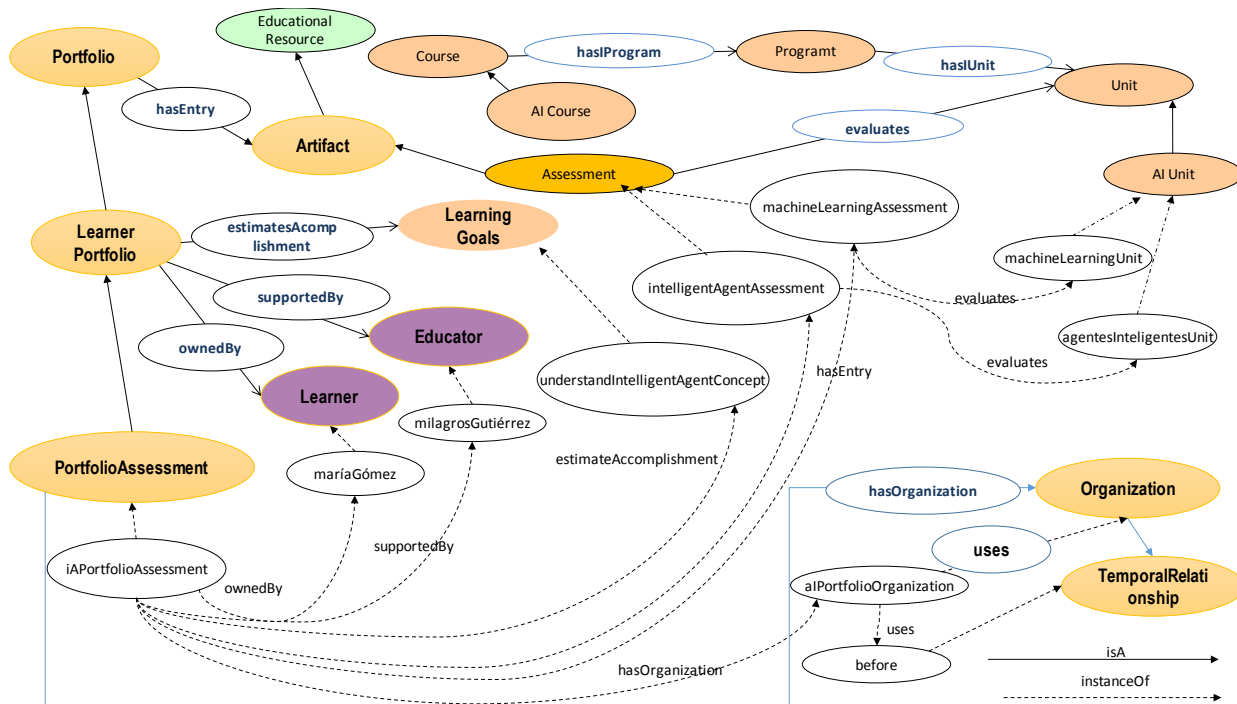 Educational
Resource
Portfolio
Course
hasIProgram
Programt
hasIUnit
Unit
hasEntry
AI Course
evaluates
Artifact
Assessment
AI Unit
machineLearningAssessment
Learner
Portfolio
estimatesAcomp
lishment
Learning
Goals
machineLearningUnit
supportedBy
intelligentAgentAssessment
evaluates
Educator
ownedBy
agentesInteligentesUnit
evaluates
hasEntry
understandIntelligentAgentConcept
Learner
milagrosGutiérrez
PortfolioAssessment
maríaGómez
estimateAccomplishment
hasOrganization
Organization
supportedBy
uses
iAPortfolioAssessment
ownedBy
aIPortfolioOrganization
TemporalRelati
onship
uses
before
hasOrganization
isA
instanceOf